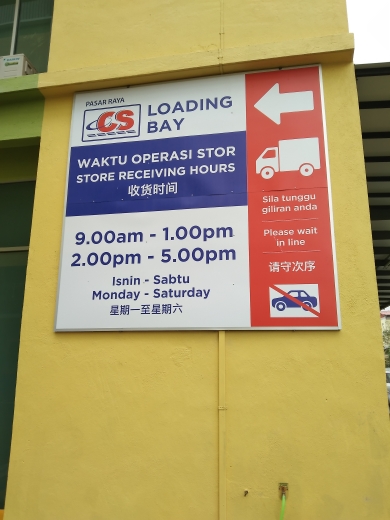 PASAR RAYA
CS
LOADING
BAY
WAKTU OPERASI STOR
STORE RECEIVING HOURS
收货时间
9.00am - 1.00pm
2.00pm - 5.00pm
Isnin - Sabtu
Monday - Saturday
星期一至星期六
Sila tunggu
giliran anda
Please wait
in line
请守次序